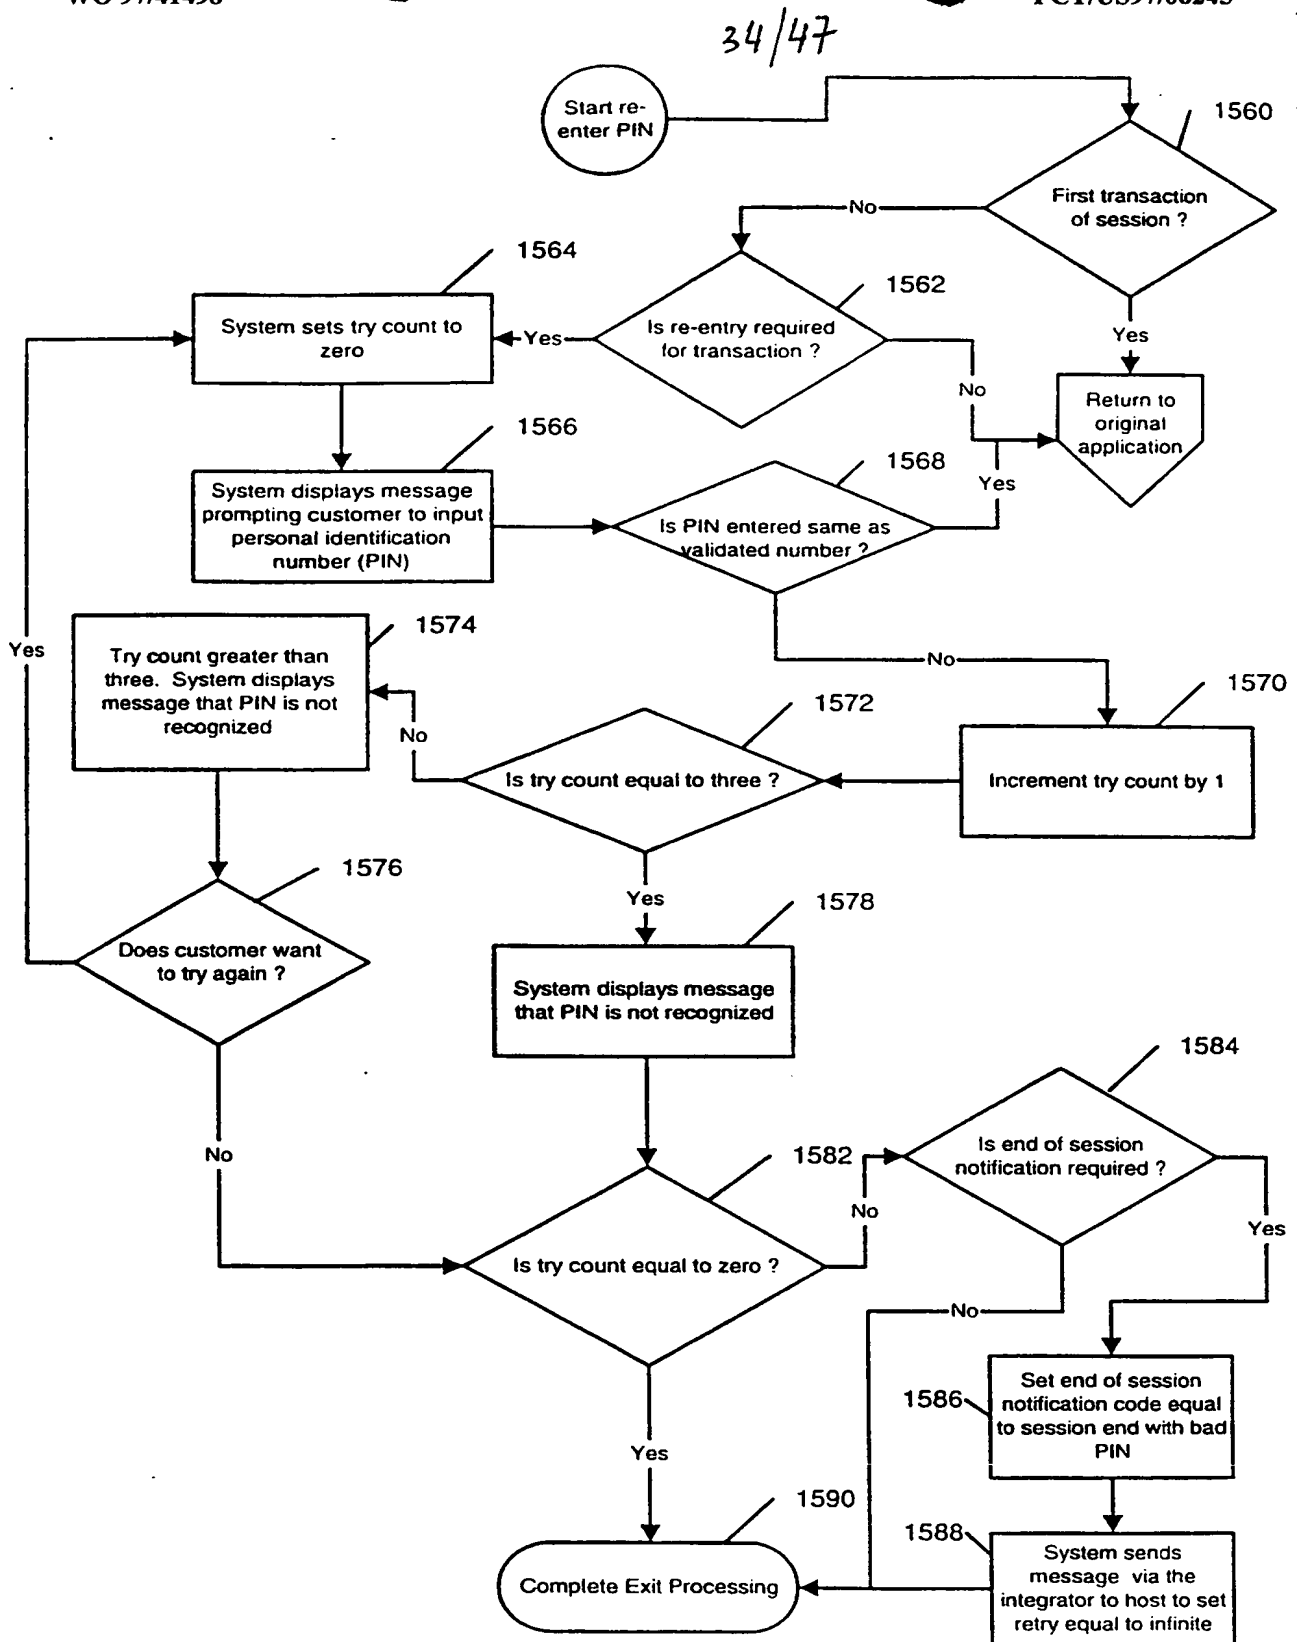 34/47
Start re-
enter PIN
1560
First transaction
of session ?
No
Yes
1564
System sets try count to
zero
1562
Is re-entry required
for transaction ?
Yes
No
Return to
original
application
1566
System displays message
prompting customer to input
personal identification
number (PIN)
1568
Is PIN entered same as
validated number ?
Yes
No
1574
Try count greater than
three. System displays
message that PIN is not
recognized
Yes
No
1572
Is try count equal to three ?
1570
Increment try count by 1
1576
Does customer want
to try again ?
Yes
1578
System displays message
that PIN is not recognized
No
1582
Is try count equal to zero ?
No
1584
Is end of session
notification required ?
Yes
No
1586
Set end of session
notification code equal
to session end with bad
PIN
Yes
1590
Complete Exit Processing
1588
System sends
message via the
integrator to host to set
retry equal to infinite